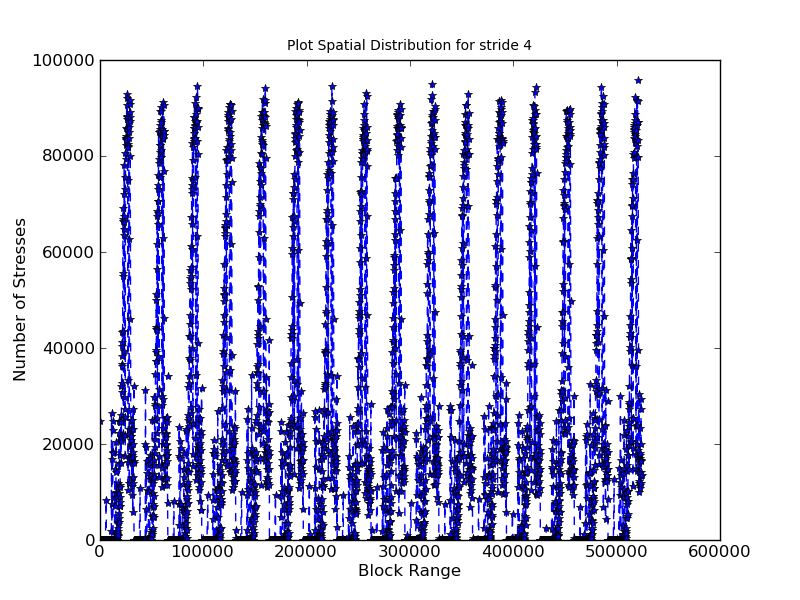 Plot Spatial Distribution for stride 4
100000
80000
60000
40000
20000
0
Number of Stresses
0 100000 200000 300000 400000 500000 600000
Block Range